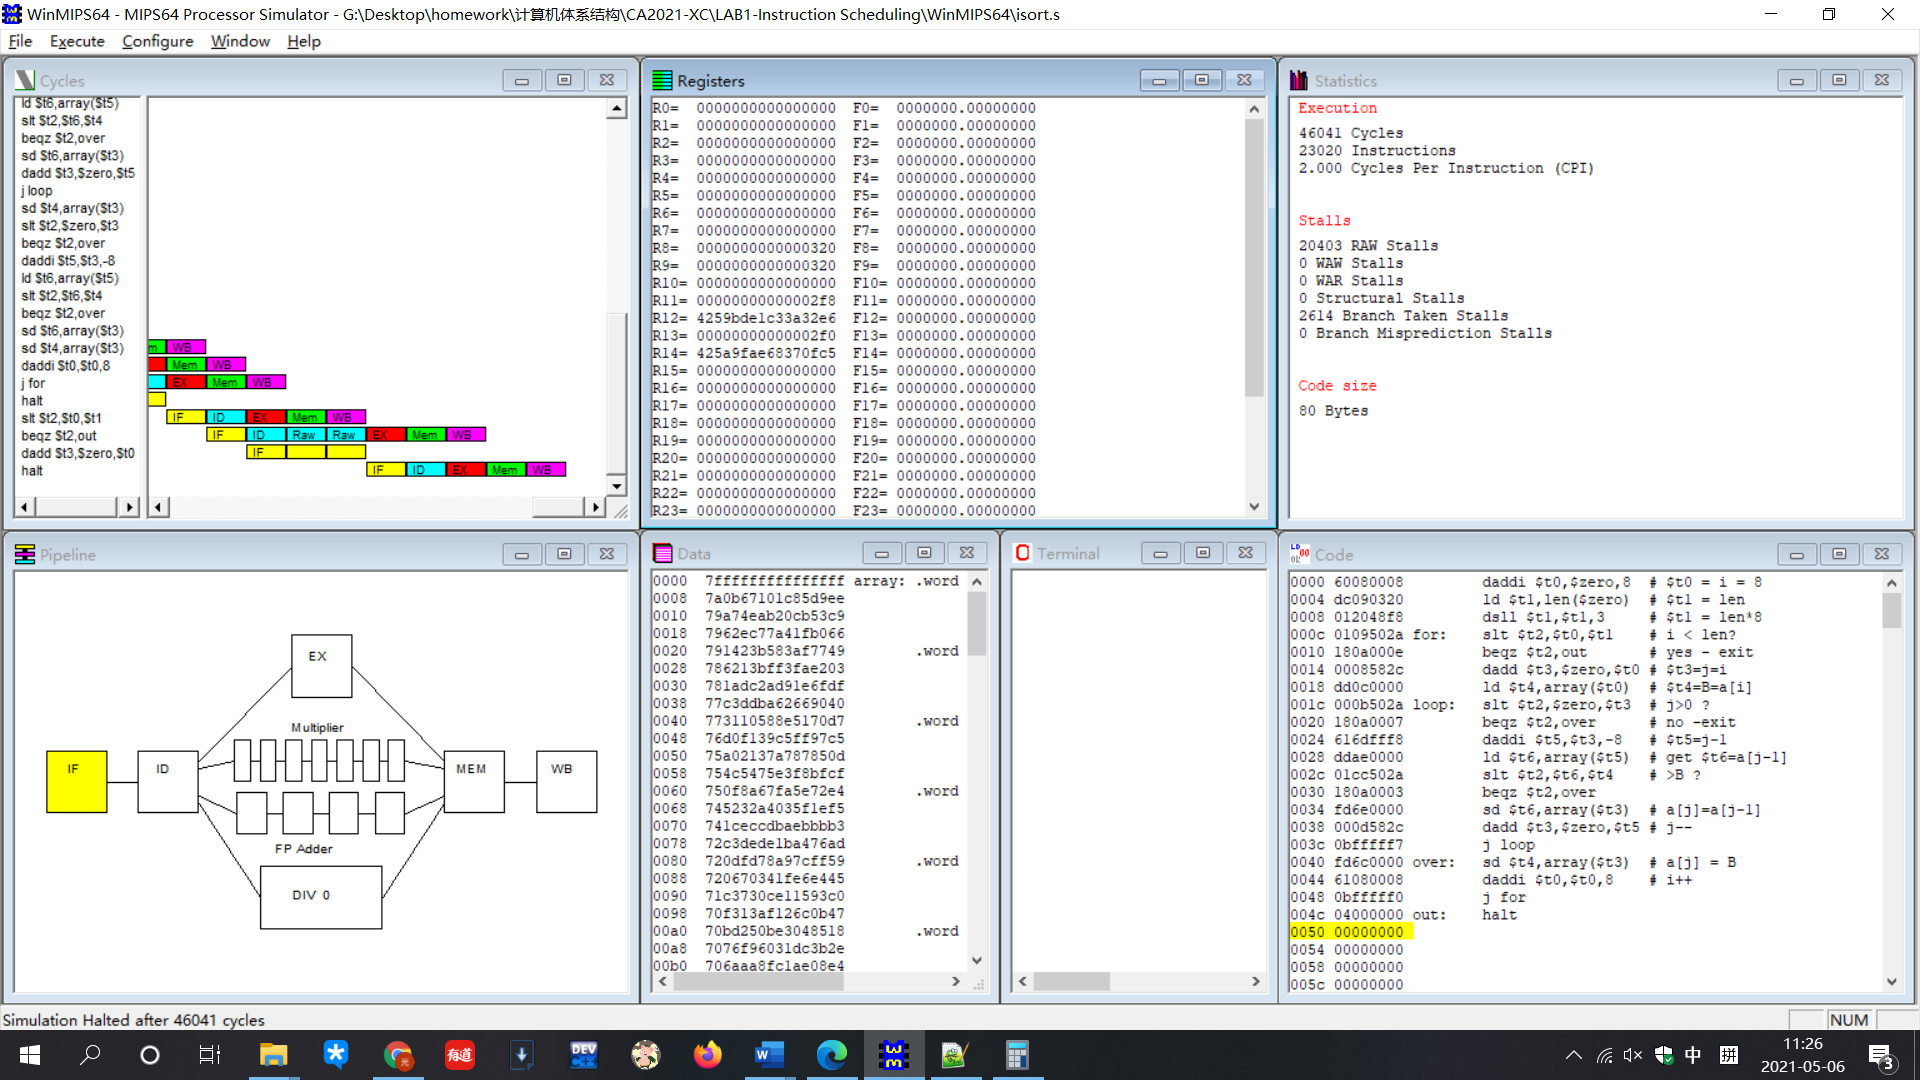 WinMIPS64 - MIPS64 Processor Simulator - G:\Desktop\homework\计算机体系结构\CA2021-XC\LAB1-Instruction Scheduling\WinMIPS64\isort.s
File Execute Configure Window Help
Cycles
ld $t6,array($t5)
slt $t2,$t6,$t4
beqz $t2,over
sd $t6,array($t3)
dadd $t3,$zero,$t5
j loop
sd $t4,array($t3)
slt $t2,$zero,$t3
beqz $t2,over
daddi $t5,$t3,-8
ld $t6,array($t5)
slt $t2,$t6,$t4
beqz $t2,over
sd $t6,array($t3)
sd $t4,array($t3)
daddi $t0,$t0,8
j for
halt
slt $t2,$t0,$t1
beqz $t2,out
dadd $t3,$zero,$t0
halt
m WB
Mem WB
EX Mem WB
IF ID EX Mem WB
IF ID Raw Raw EX Mem WB
IF
IF ID EX Mem WB
Registers
R0= 0000000000000000 F0= 0000000.00000000
R1= 0000000000000000 F1= 0000000.00000000
R2= 0000000000000000 F2= 0000000.00000000
R3= 0000000000000000 F3= 0000000.00000000
R4= 0000000000000000 F4= 0000000.00000000
R5= 0000000000000000 F5= 0000000.00000000
R6= 0000000000000000 F6= 0000000.00000000
R7= 0000000000000000 F7= 0000000.00000000
R8= 0000000000000320 F8= 0000000.00000000
R9= 0000000000000320 F9= 0000000.00000000
R10= 0000000000000000 F10= 0000000.00000000
R11= 00000000000002f8 F11= 0000000.00000000
R12= 4259bde1c33a32e6 F12= 0000000.00000000
R13= 00000000000002f0 F13= 0000000.00000000
R14= 425a9fae68370fc5 F14= 0000000.00000000
R15= 0000000000000000 F15= 0000000.00000000
R16= 0000000000000000 F16= 0000000.00000000
R17= 0000000000000000 F17= 0000000.00000000
R18= 0000000000000000 F18= 0000000.00000000
R19= 0000000000000000 F19= 0000000.00000000
R20= 0000000000000000 F20= 0000000.00000000
R21= 0000000000000000 F21= 0000000.00000000
R22= 0000000000000000 F22= 0000000.00000000
R23= 0000000000000000 F23= 0000000.00000000
Statistics
Execution
46041 Cycles
23020 Instructions
2.000 Cycles Per Instruction (CPI)
Stalls
20403 RAW Stalls
0 WAW Stalls
0 WAR Stalls
0 Structural Stalls
2614 Branch Taken Stalls
0 Branch Misprediction Stalls
Code size
80 Bytes
Pipeline
EX
Multiplier
IF ID MEM WB
FP Adder
DIV 0
Data
0000 7fffffffffffffff array: .word
0008 7a0b67101c85d9ee
0010 79a74eab20cb53c9
0018 7962ec77a41fb066
0020 791423b583af7749 .word
0028 786213bff3fae203
0030 781adc2ad91e6fdf
0038 77c3ddba62669040
0040 773110588e5170d7 .word
0048 76d0f139c5ff97c5
0050 75a02137a787850d
0058 754c5475e3f8bfcf
0060 750f8a67fa5e72e4 .word
0068 745232a4035f1ef5
0070 741ceccdbaebbbb3
0078 72c3dede1ba476ad
0080 720dfd78a97cff59 .word
0088 720670341fe6e445
0090 71c3730ce11593c0
0098 70f313af126c0b47
00a0 70bd250be3048518 .word
00a8 7076f96031dc3b2e
00b0 706aaa8fc1ae08e4
Terminal
Code
0000 60080008 daddi $t0,$zero,8 # $t0 = i = 8
0004 dc090320 ld $t1,len($zero) # $t1 = len
0008 012048f8 dsll $t1,$t1,3 # $t1 = len*8
000c 0109502a for: slt $t2,$t0,$t1 # i < len?
0010 180a000e beqz $t2,out # yes - exit
0014 0008582c dadd $t3,$zero,$t0 # $t3=j=i
0018 dd0c0000 ld $t4,array($t0) # $t4=B=a[i]
001c 000b502a loop: slt $t2,$zero,$t3 # j>0 ?
0020 180a0007 beqz $t2,over # no -exit
0024 616dfff8 daddi $t5,$t3,-8 # $t5=j-1
0028 ddae0000 ld $t6,array($t5) # get $t6=a[j-1]
002c 01cc502a slt $t2,$t6,$t4 # >B ?
0030 180a0003 beqz $t2,over
0034 fd6e0000 sd $t6,array($t3) # a[j]=a[j-1]
0038 000d582c dadd $t3,$zero,$t5 # j--
003c 0bfffff7 j loop
0040 fd6c0000 over: sd $t4,array($t3) # a[j] = B
0044 61080008 daddi $t0,$t0,8 # i++
0048 0bfffff0 j for
004c 04000000 out: halt
0050 00000000
0054 00000000
0058 00000000
005c 00000000
Simulation Halted after 46041 cycles
NUM
有道
DEV
C++
中 拼
11:26
2021-05-06
3